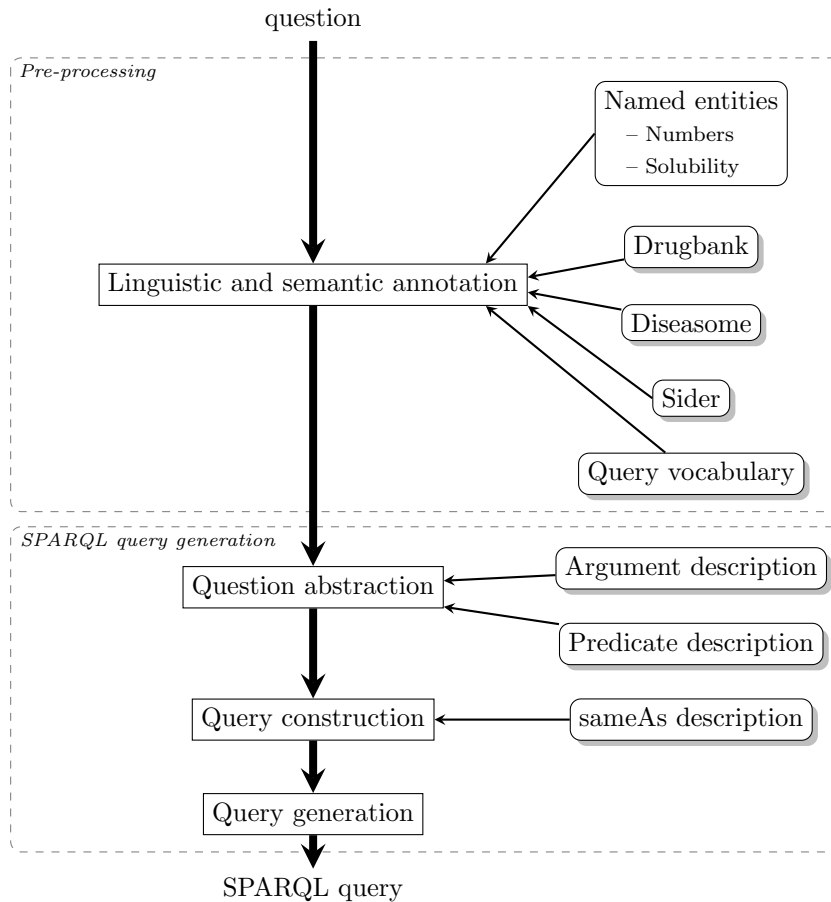 question
Pre-processing
Named entities
– Numbers
– Solubility
Drugbank
Linguistic and semantic annotation
Diseasome
Sider
Query vocabulary
SPARQL query generation
Argument description
Question abstraction
Predicate description
Query construction
sameAs description
Query generation
SPARQL query